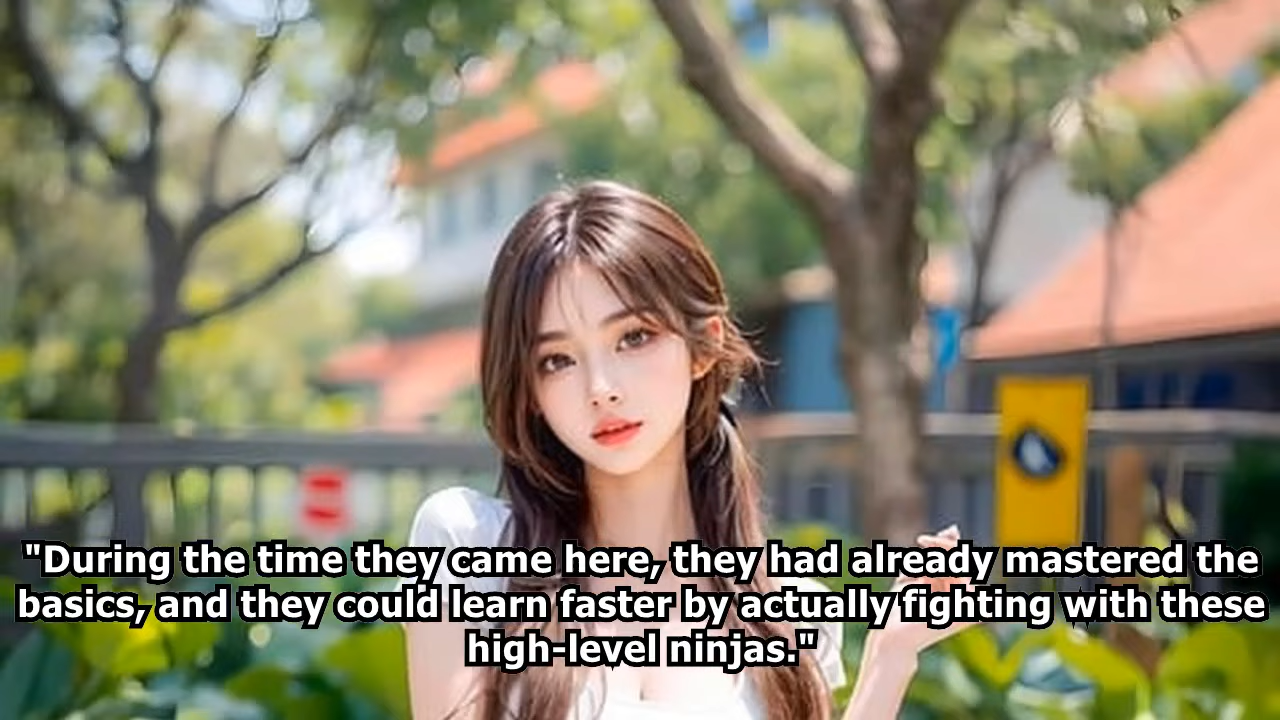 "During the time they came here, they had already mastered the
basics, and they could learn faster by actually fighting with these
high-level ninjas."